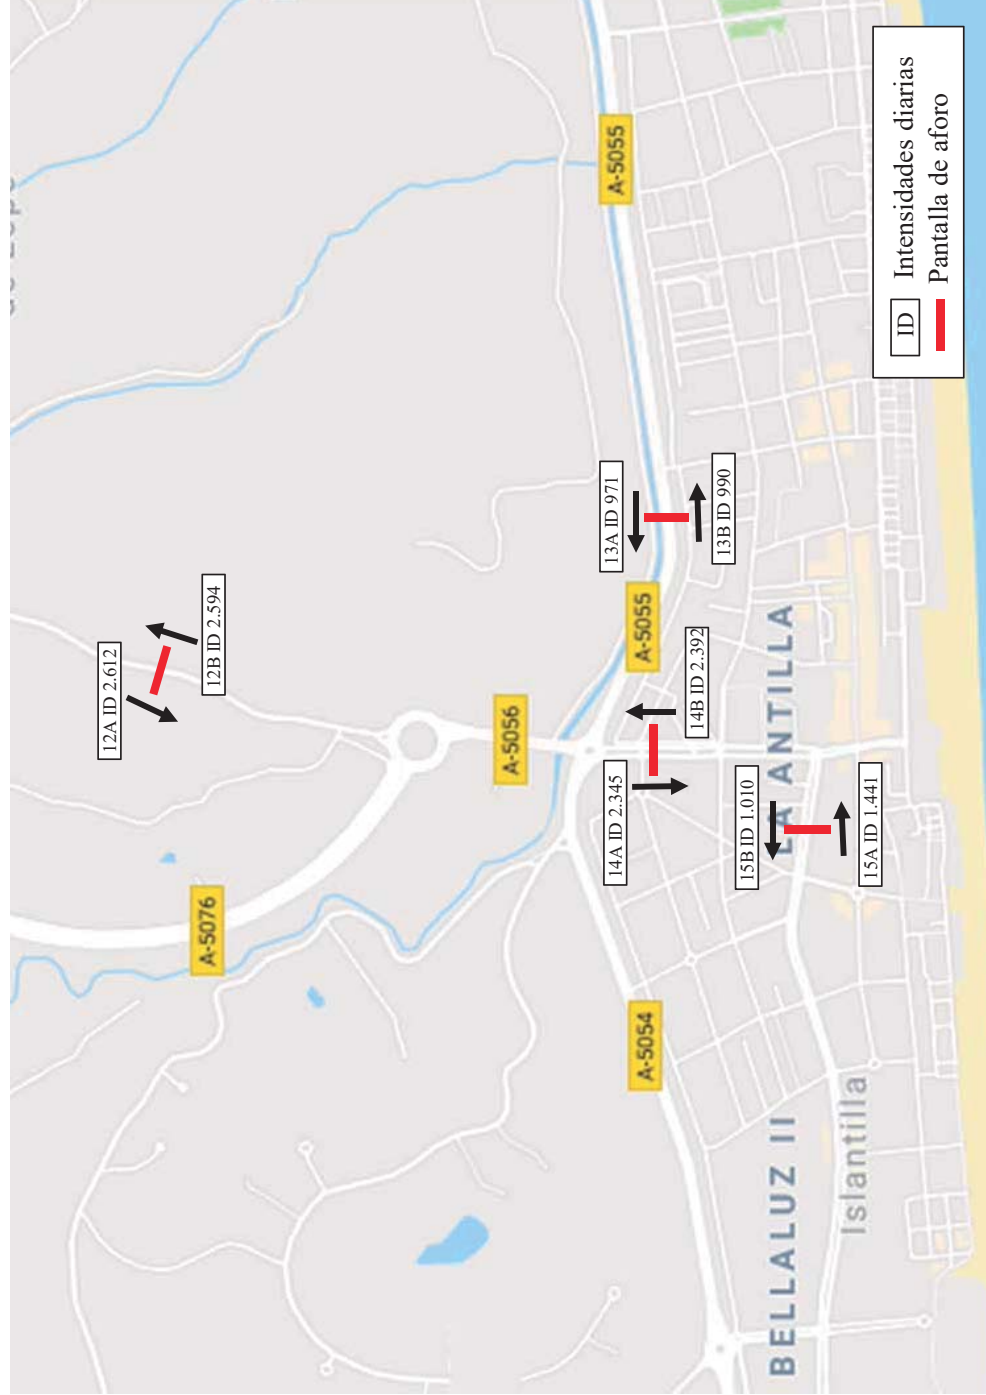 12A ID 2.612
12B ID 2.594
A-5076
A-5056
A-5055
A-5055
13A ID 971
13B ID 990
14A ID 2.345
14B ID 2.392
A-5054
15B ID 1.010
15A ID 1.441
LA ANTILLA
BELLALUZ II
Islantilla
ID Intensidades diarias
Pantalla de aforo